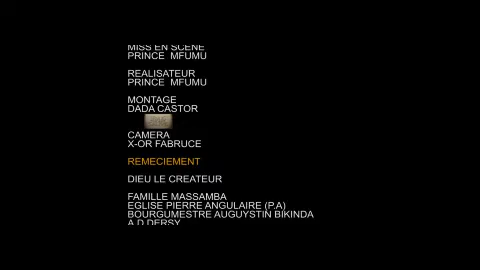 MISS EN SCENE
PRINCE MFUMU
REALISATEUR
PRINCE MFUMU
MONTAGE
DADA CASTOR
CAMERA
X-OR FABRUCE
REMECIEMENT
DIEU LE CREATEUR
FAMILLE MASSAMBA
EGLISE PIERRE ANGULAIRE (P.A)
BOURGUMESTRE AUGUYSTIN BIKINDA
A.D DERSY